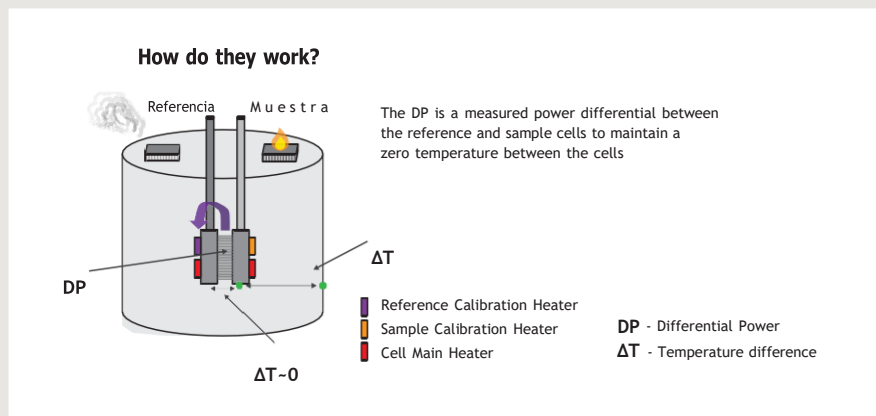 How do they work?
Referencia
Muestra
The DP is a measured power differential between
the reference and sample cells to maintain a
zero temperature between the cells
DP
ΔT
ΔT~0
Reference Calibration Heater
Sample Calibration Heater
Cell Main Heater
DP - Differential Power
ΔT - Temperature difference